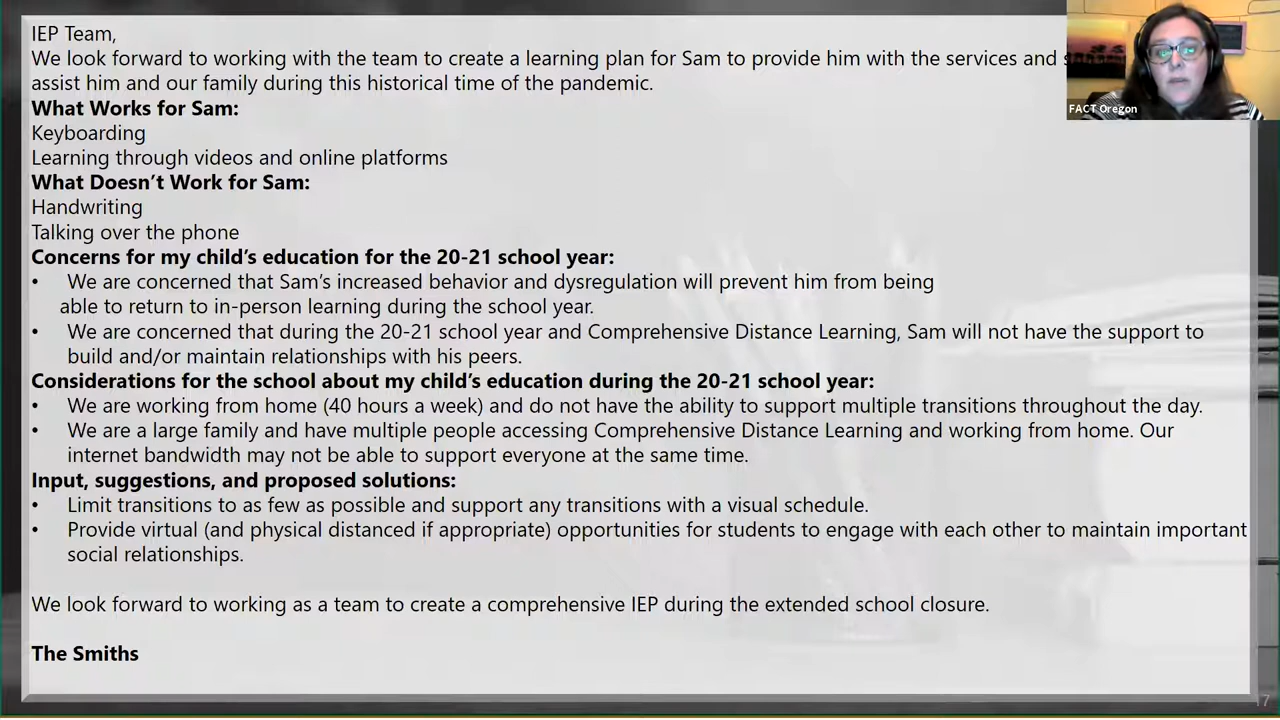 IEP Team,
We look forward to working with the team to create a learning plan for Sam to provide him with the services and
assist him and our family during this historical time of the pandemic.
What Works for Sam:
Keyboarding
Learning through videos and online platforms
What Doesn’t Work for Sam:
Handwriting
Talking over the phone
Concerns for my child’s education for the 20-21 school year:
• We are concerned that Sam’s increased behavior and dysregulation will prevent him from being
able to return to in-person learning during the school year.
• We are concerned that during the 20-21 school year and Comprehensive Distance Learning, Sam will not have the support to
build and/or maintain relationships with his peers.
Considerations for the school about my child’s education during the 20-21 school year:
• We are working from home (40 hours a week) and do not have the ability to support multiple transitions throughout the day.
• We are a large family and have multiple people accessing Comprehensive Distance Learning and working from home. Our
internet bandwidth may not be able to support everyone at the same time.
Input, suggestions, and proposed solutions:
• Limit transitions to as few as possible and support any transitions with a visual schedule.
• Provide virtual (and physical distanced if appropriate) opportunities for students to engage with each other to maintain important
social relationships.
We look forward to working as a team to create a comprehensive IEP during the extended school closure.
The Smiths
FACT Oregon
17